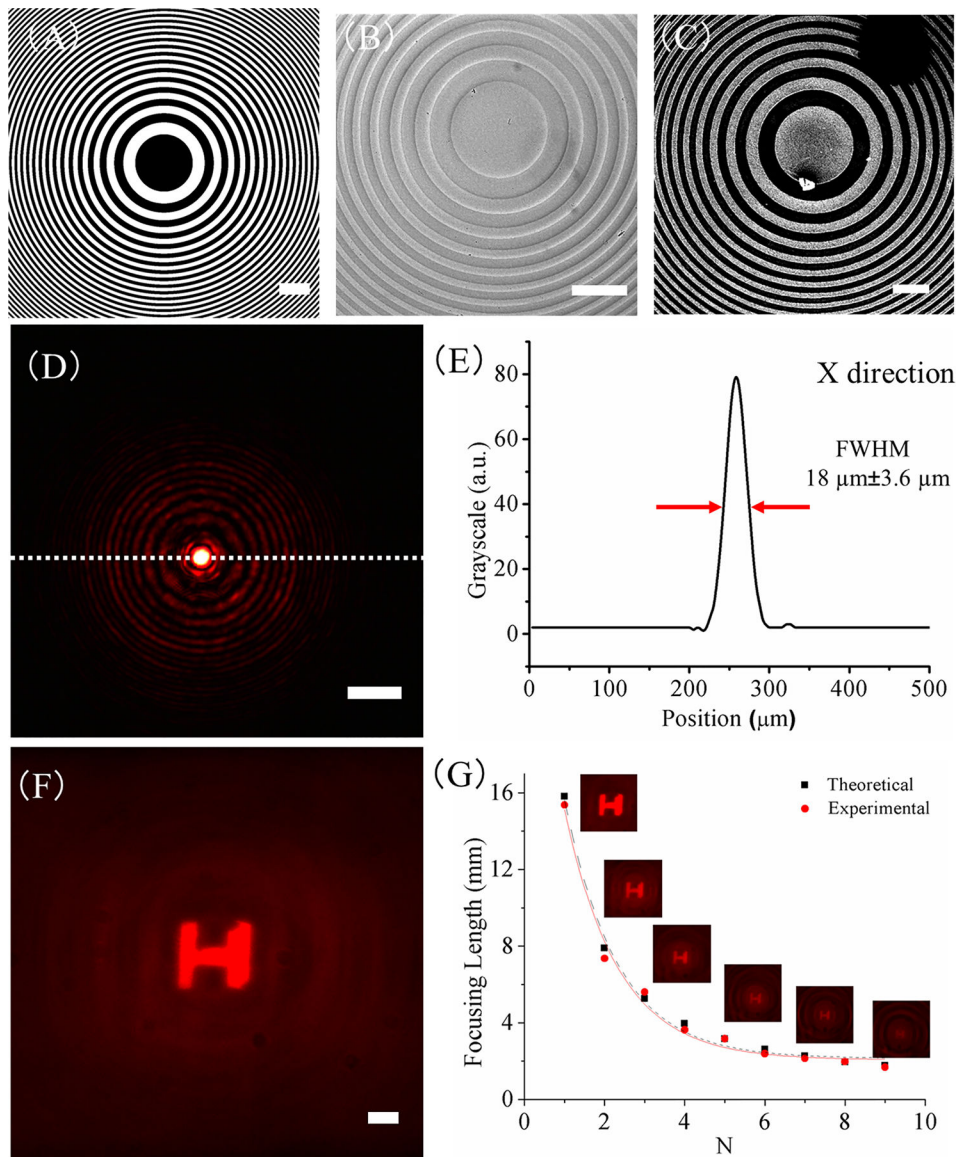 (A)
(B)
(C)
(D)
(E)
X direction
FWHM
18 μm±3.6 μm
Grayscale (a.u.)
80
60
40
20
0
0 100 200 300 400 500
Position (μm)
(F)
H
(G)
Theoretical
Experimental
H
H
H
H
H
H
Focusing Length (mm)
16
12
8
4
0
0 2 4 6 8 10
N